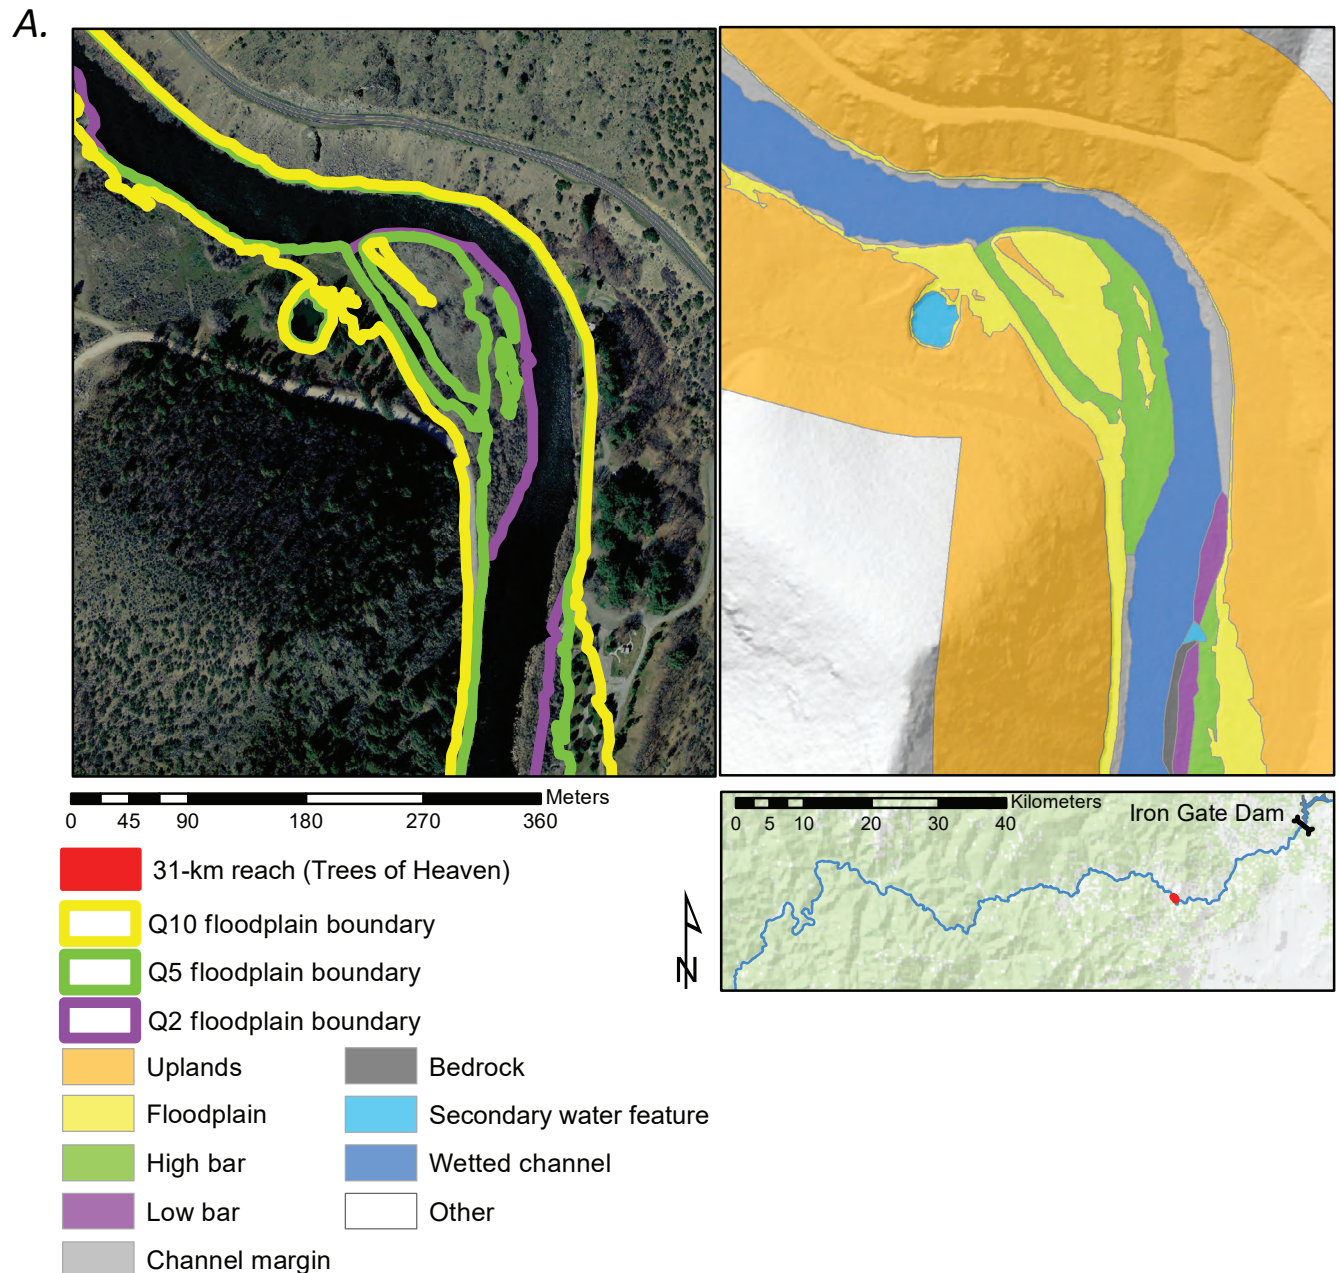 A.
Meters
0 45 90 180 270 360
Kilometers
0 5 10 20 30 40
Iron Gate Dam
31-km reach (Trees of Heaven)
Q10 floodplain boundary
Q5 floodplain boundary
Q2 floodplain boundary
N
Uplands
Floodplain
High bar
Low bar
Channel margin
Bedrock
Secondary water feature
Wetted channel
Other